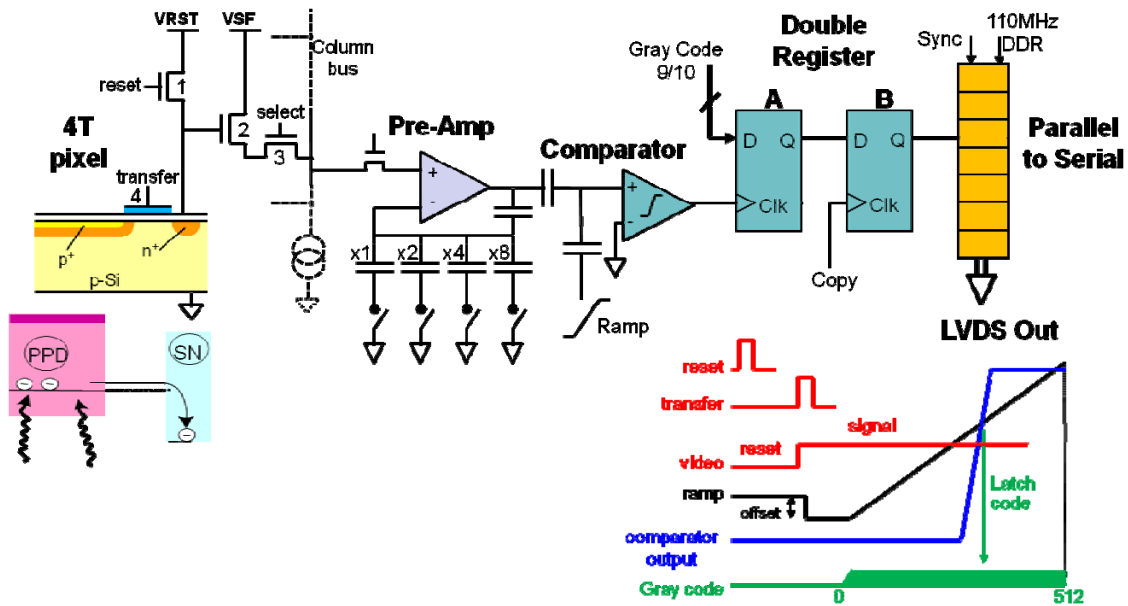 VRST
VSF
Column
bus
reset
1
2
select
3
4T
pixel
transfer
4
p+
n+
p-Si
PPD
SN
Pre-Amp
+
-
x1
x2
x4
x8
Comparator
+
-
Ramp
Gray Code
9/10
Double
Register
A
B
D
Q
Clk
D
Q
Clk
Copy
Sync
110MHz
DDR
Parallel
to Serial
LVDS Out
reset
transfer
signal
reset
video
ramp
offset
Latch
code
comparator
output
Gray code
0
512